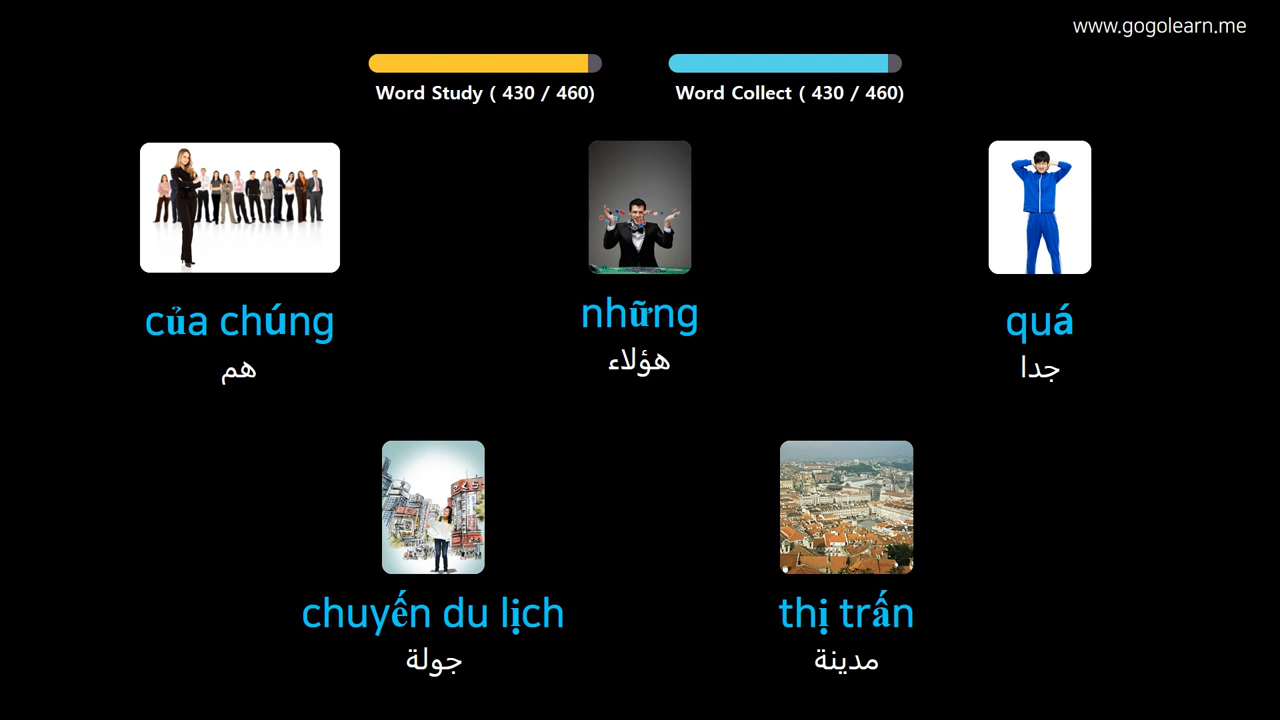 www.gogolearn.me
Word Study ( 430 / 460)
Word Collect ( 430 / 460)
của chúng
هم
những
هؤلاء
quá
جدا
chuyến du lịch
جولة
thị trấn
مدينة